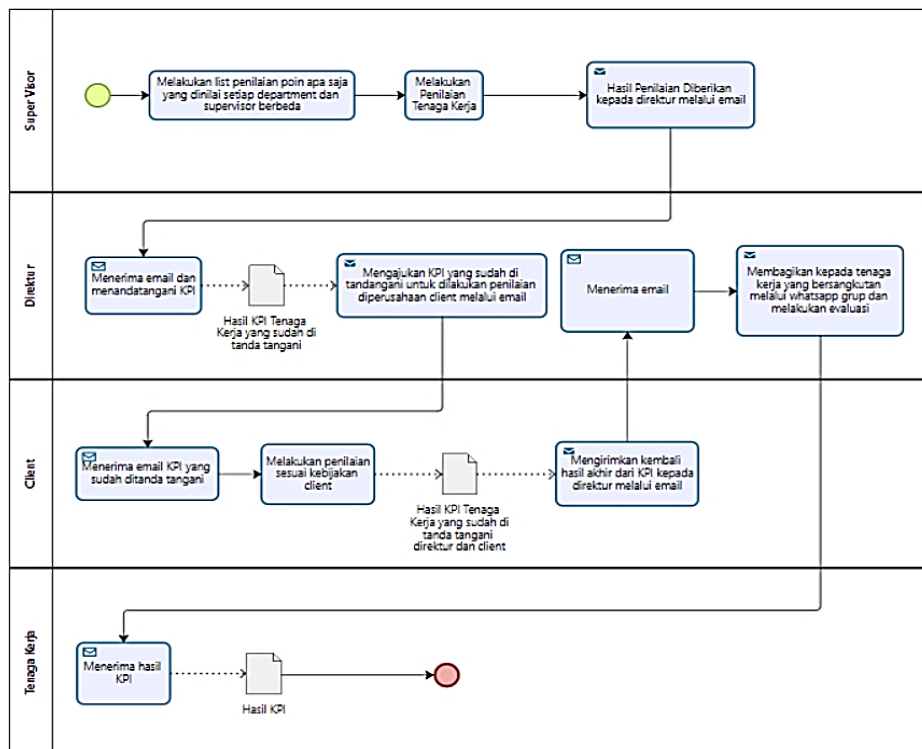 Super Visor
Melakukan list penilaian poin apa saja
yang dinilai setiap department dan
supervisor berbeda
Melakukan
Penilaian
Tenaga Kerja
Hasil Penilaian Diberikan
kepada direktur melalui email
Direktur
Menerima email dan
menandatangani KPI
Hasil KPI Tenaga
Kerja yang sudah di
tanda tangani
Mengajukan KPI yang sudah di
tandangani untuk dilakukan penilaian
diperusahaan client melalui email
Menerima email
Membagikan kepada tenaga
kerja yang bersangkutan
melalui whatsapp grup dan
melakukan evaluasi
Client
Menerima email KPI yang
sudah ditanda tangani
Melakukan penilaian
sesuai kebijakan
client
Hasil KPI Tenaga
Kerja yang sudah di
tanda tangani
direktur dan client
Mengirimkan kembali
hasil akhir dari KPI kepada
direktur melalui email
Tenaga Kerja
Menerima hasil
KPI
Hasil KPI